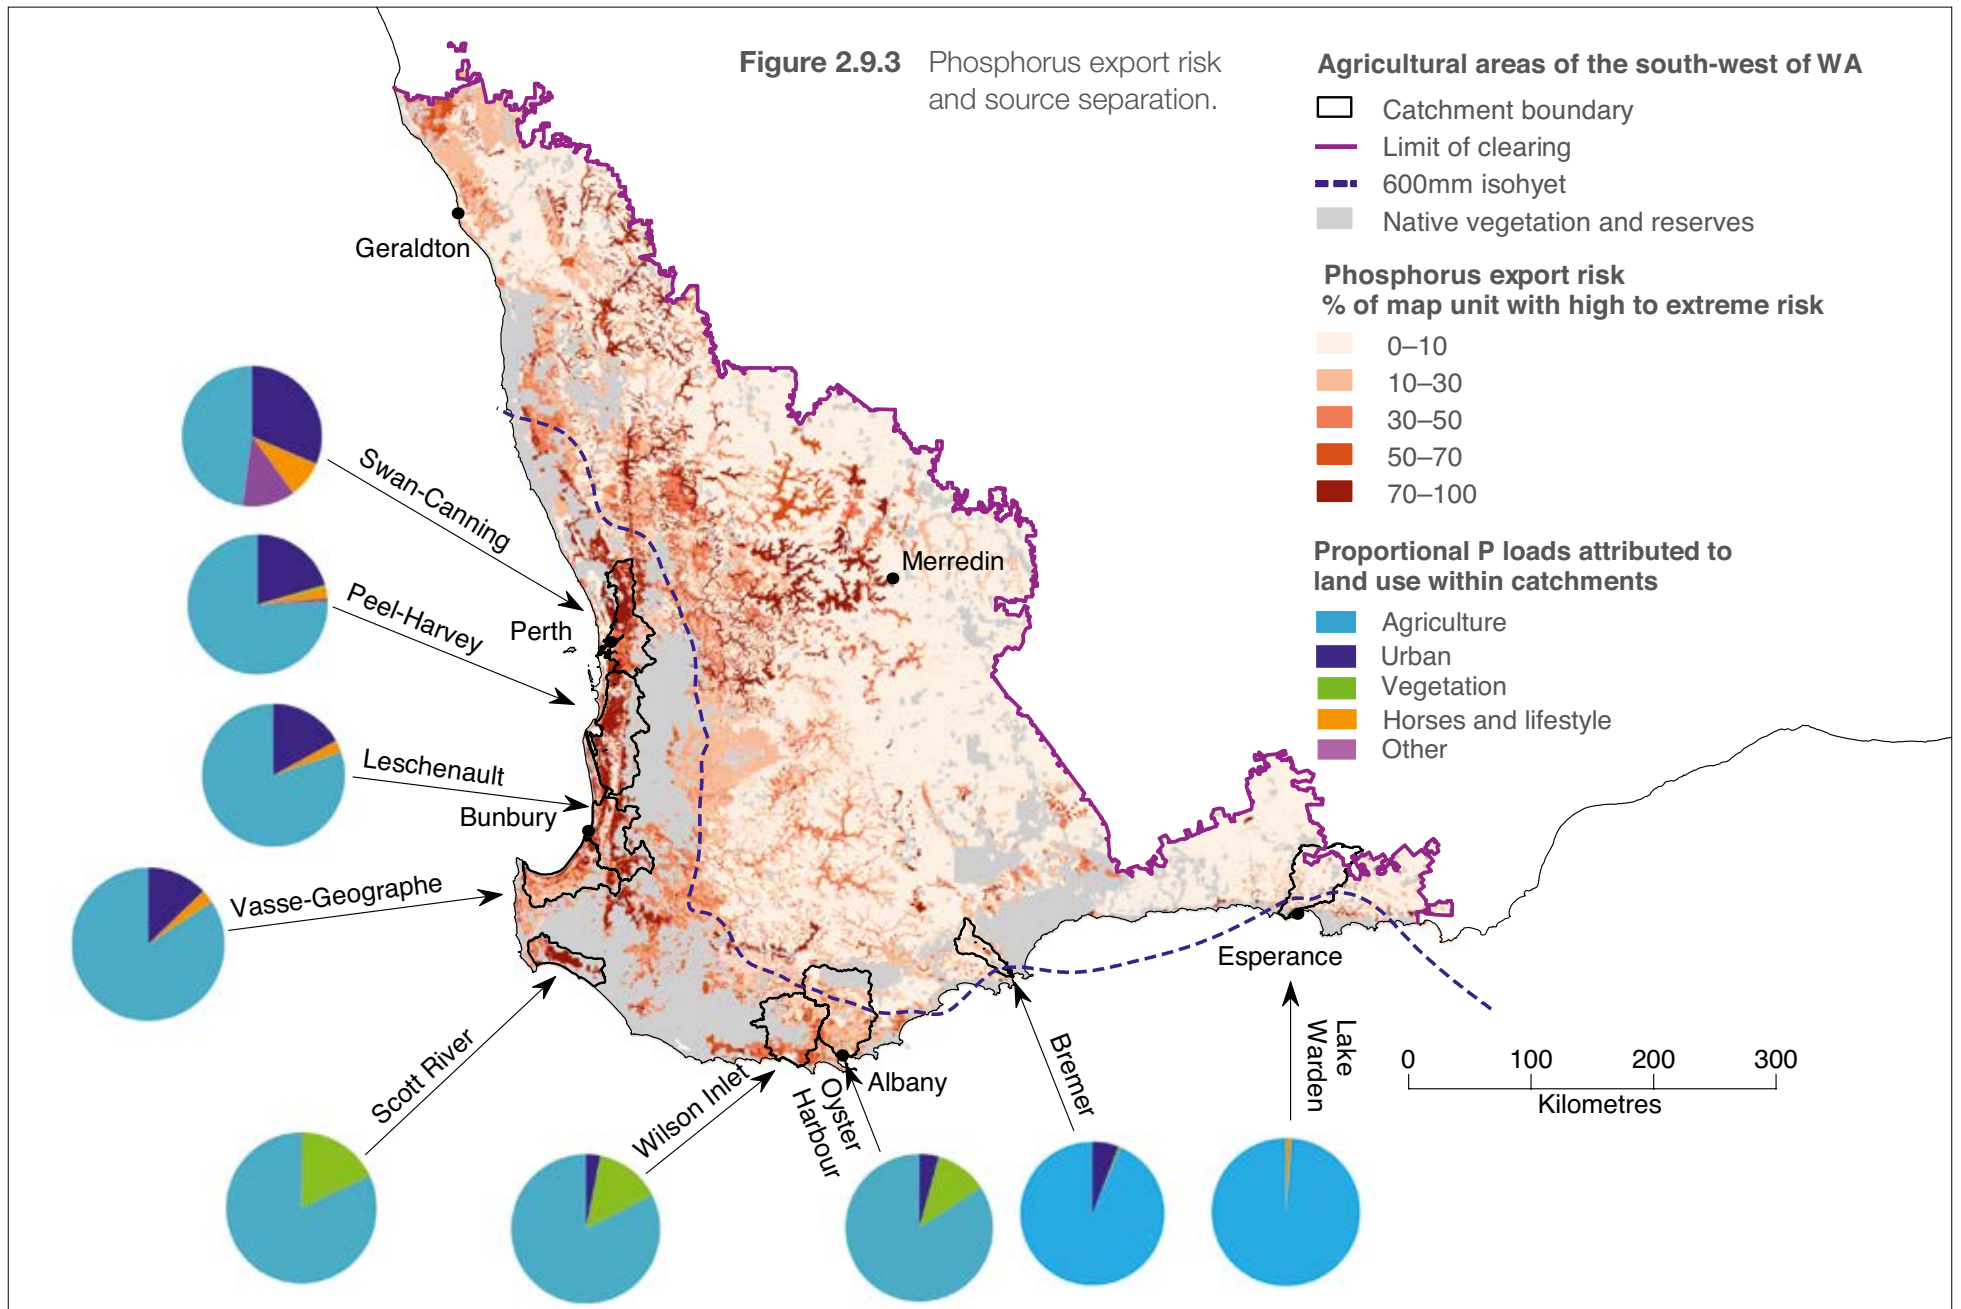 Figure 2.9.3 Phosphorus export risk
and source separation.
Agricultural areas of the south-west of WA
Catchment boundary
Limit of clearing
600mm isohyet
Native vegetation and reserves
Phosphorus export risk
% of map unit with high to extreme risk
0–10
10–30
30–50
50–70
70–100
Proportional P loads attributed to
land use within catchments
Agriculture
Urban
Vegetation
Horses and lifestyle
Other
Geraldton
Swan-Canning
Merredin
Peel-Harvey
Perth
Leschenault
Bunbury
Vasse-Geographe
Esperance
Scott River
Wilson Inlet
Oyster
Harbour
Albany
Bremer
Lake
Warden
0 100 200 300
Kilometres